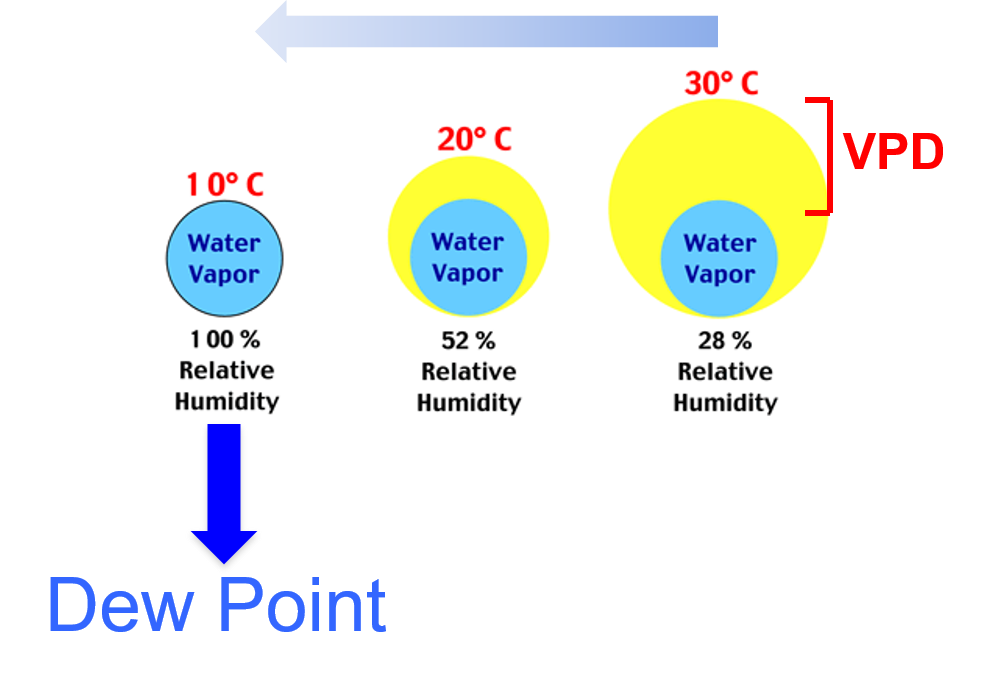 30° C
VPD
20° C
10° C
Water
Vapor
Water
Vapor
Water
Vapor
100 %
Relative
Humidity
52 %
Relative
Humidity
28 %
Relative
Humidity
Dew Point